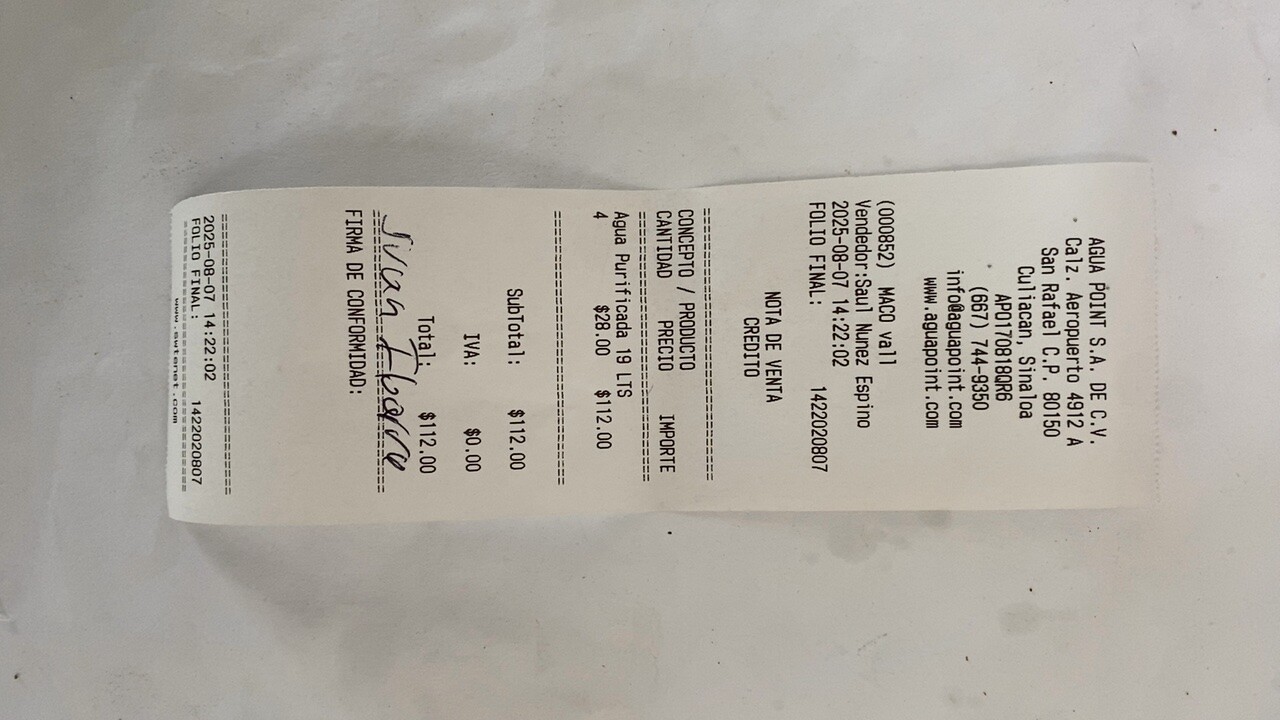 AGUA POINT S.A. DE C.V.
Calz. Aeropuerto 4912 A
San Rafael C.P. 80150
Culiacan, Sinaloa
APO170818QR6
(667) 744-9350
info@aguapoint.com
www.aguapoint.com
NOTA DE VENTA
CREDITO
(000852) MACO vall
Vendedor:Saul Nunez Espino
2025-08-07 14:22:02
FOLIO FINAL: 1422020807
CONCEPTO / PRODUCTO
CANTIDAD PRECIO IMPORTE
Agua Purificada 19 LTS
4 $28.00 $112.00
SubTotal: $112.00
IVA: $0.00
Total: $112.00
Juan Ibarra
FIRMA DE CONFORMIDAD:
2025-08-07 14:22:02
FOLIO FINAL: 1422020807